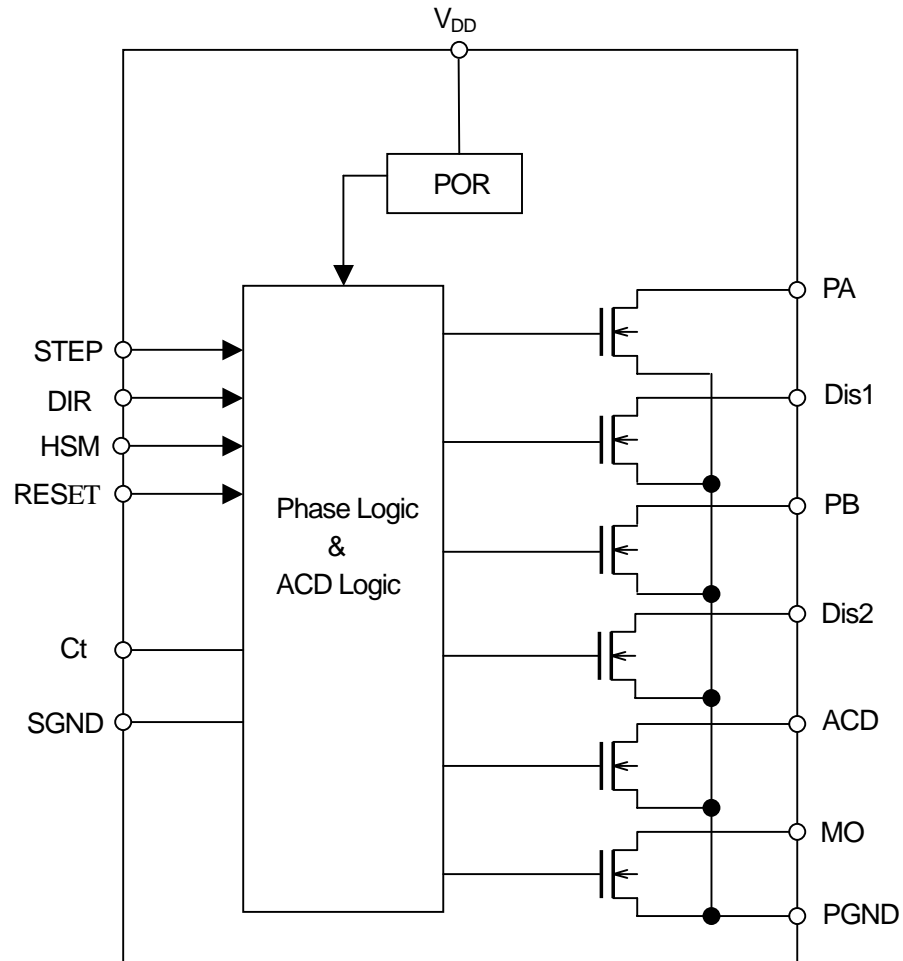 VDD
POR
PA
STEP
DIR
Dis1
HSM
RESET
Phase Logic
&
ACD Logic
PB
Dis2
Ct
SGND
ACD
MO
PGND